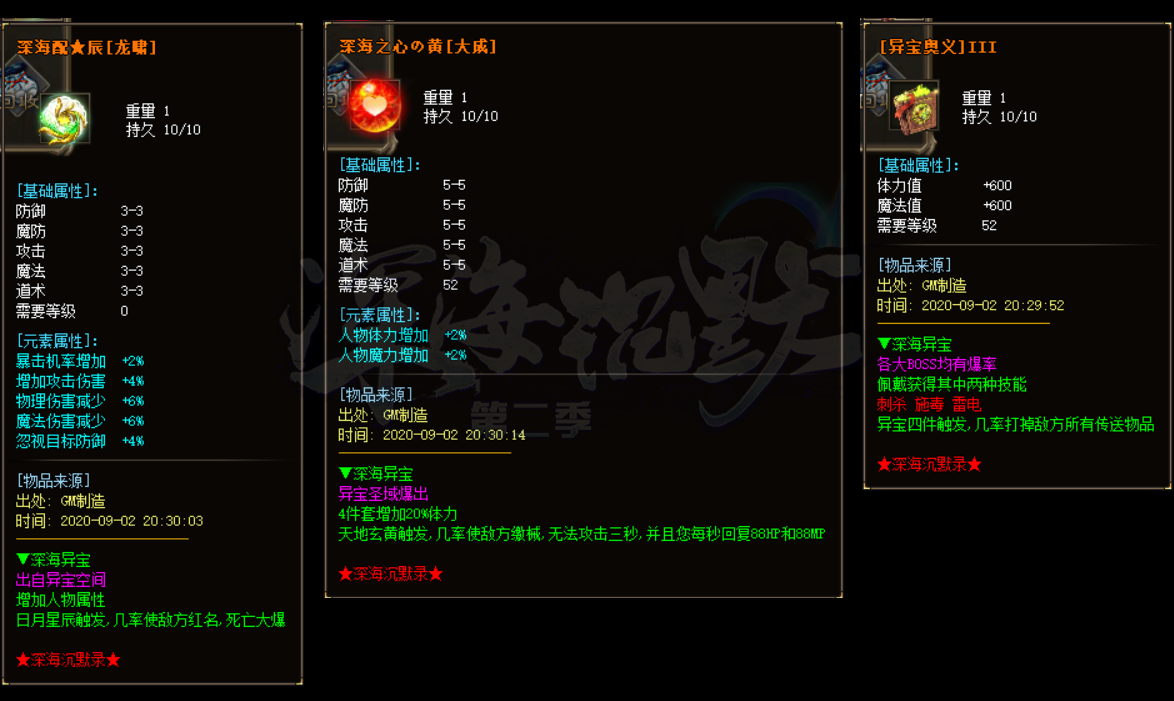 深海配★辰[龙啸]
重量 1
持久 10/10
[基础属性]:
防御 3-3
魔防 3-3
攻击 3-3
魔法 3-3
道术 3-3
需要等级 0
[元素属性]:
暴击机率增加 +2%
增加攻击伤害 +4%
物理伤害减少 +6%
魔法伤害减少 +6%
忽视目标防御 +4%
[物品来源]
出处: GM制造
时间: 2020-09-02 20:30:03
▼深海异宝
出自异宝空间
增加人物属性
日月星辰触发,几率使敌方红名,死亡大爆
★深海沉默录★
深海之心の黄[大成]
重量 1
持久 10/10
[基础属性]:
防御 5-5
魔防 5-5
攻击 5-5
魔法 5-5
道术 5-5
需要等级 52
[元素属性]:
人物体力增加 +2%
人物魔力增加 +2%
[物品来源]
出处: GM制造
时间: 2020-09-02 20:30:14
▼深海异宝
异宝圣域爆出
4件套增加20%体力
天地玄黄触发,几率使敌方缴械,无法攻击三秒,并且您每秒回复88HP和88MP
★深海沉默录★
[异宝奥义]III
重量 1
持久 10/10
[基础属性]:
体力值 +600
魔法值 +600
需要等级 52
[物品来源]
出处: GM制造
时间: 2020-09-02 20:29:52
▼深海异宝
各大BOSS均有爆率
佩戴获得其中两种技能
刺杀 施毒 雷电
异宝四件触发,几率打掉敌方所有传送物品
★深海沉默录★
深海沉默
第二季